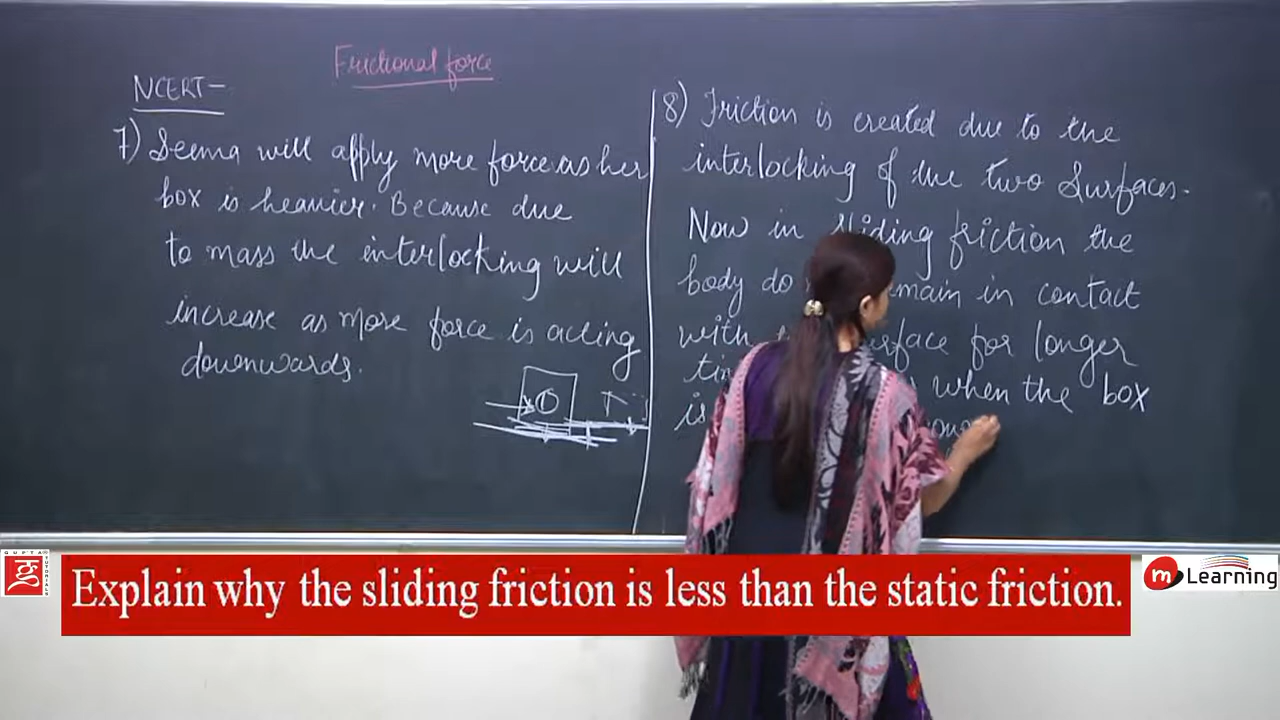 Frictional force
NCERT-
7) Seema will apply more force as her
box is heavier. Because due
to mass the interlocking will
increase as more force is acting
downwards.
8) Friction is created due to the
interlocking of the two surfaces.
Now in sliding friction the
body do main in contact
with surface for longer
when the box
is
GUPTA
TUTORIALS
Explain why the sliding friction is less than the static friction.
m Learning